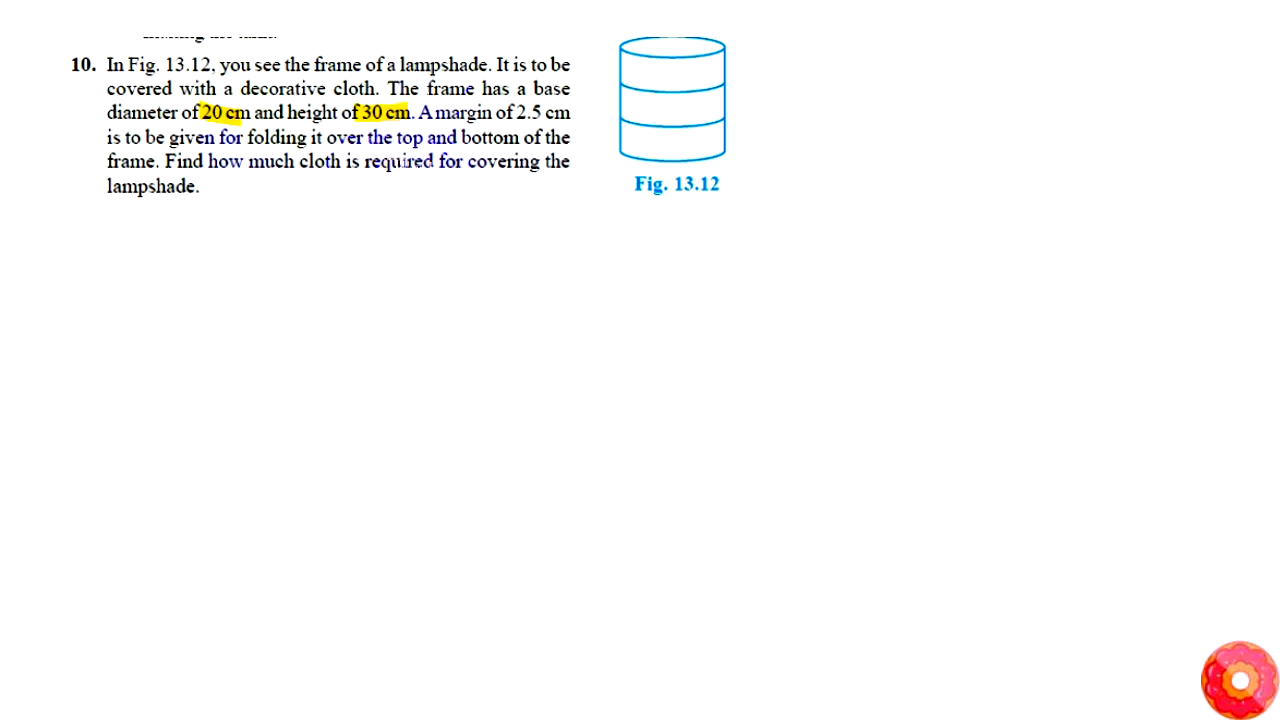 10. In Fig. 13.12, you see the frame of a lampshade. It is to be
covered with a decorative cloth. The frame has a base
diameter of 20 cm and height of 30 cm. A margin of 2.5 cm
is to be given for folding it over the top and bottom of the
frame. Find how much cloth is required for covering the
lampshade.
Fig. 13.12